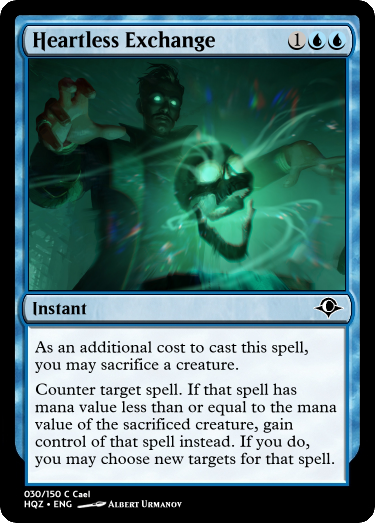 Heartless Exchange 1
Instant
As an additional cost to cast this spell,
you may sacrifice a creature.
Counter target spell. If that spell has
mana value less than or equal to the mana
value of the sacrificed creature, gain
control of that spell instead. If you do,
you may choose new targets for that spell.
030/150 C Cael
HQZ • ENG Albert Urmanov